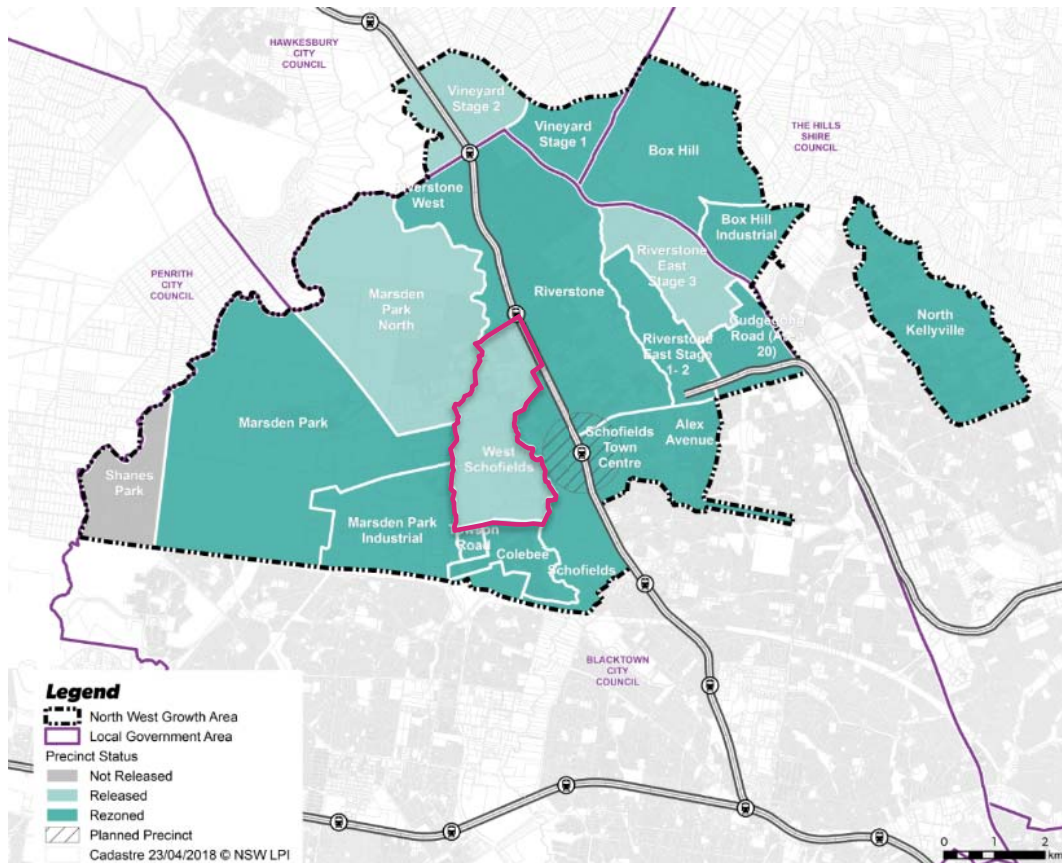 HAWKESBURY
CITY
COUNCIL
Vineyard
Stage 2
Vineyard
Stage 1
Box Hill
THE HILLS
SHIRE
COUNCIL
West
Box Hill
Industrial
PENRITH
CITY
COUNCIL
Marsden
Park
North
Riverstone
Riverstone
East
Stage 3
North
Kellyville
Road
20)
Riverstone
East Stage
1- 2
Marsden Park
Alex
Avenue
Schofields
Town
Centre
West
Schofields
Shanes
Park
Marsden Park
Industrial
Road
Colebee
Schofields
BLACKTOWN
CITY
COUNCIL
Legend
North West Growth Area
Local Government Area
Precinct Status
Not Released
Released
Rezoned
Planned Precinct
Cadastre 23/04/2018 © NSW LPI
0 1 2
km